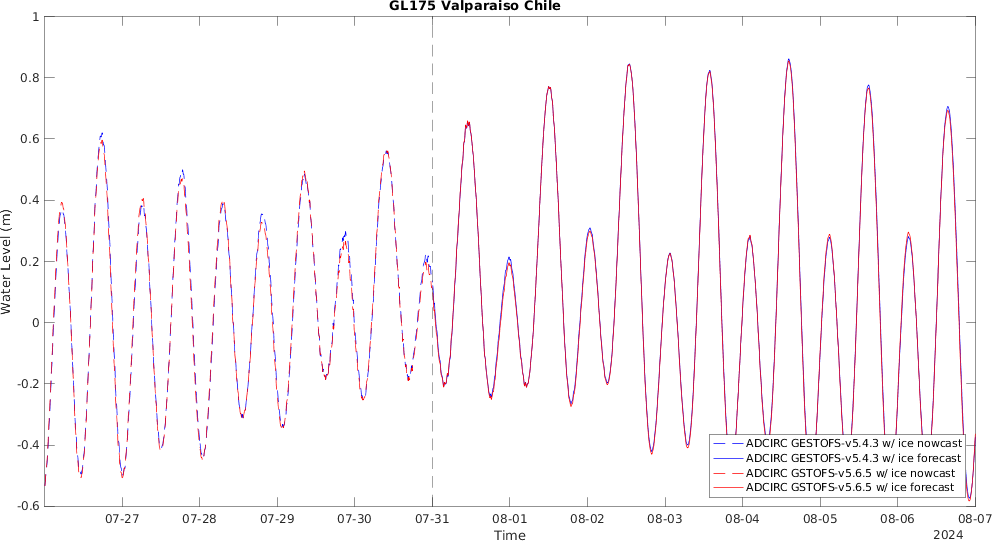 GL175 Valparaiso Chile
1
0.8
0.6
0.4
0.2
0
-0.2
-0.4
-0.6
Water Level (m)
ADCIRC GESTOFS-v5.4.3 w/ ice nowcast
ADCIRC GESTOFS-v5.4.3 w/ ice forecast
ADCIRC GSTOFS-v5.6.5 w/ ice nowcast
ADCIRC GSTOFS-v5.6.5 w/ ice forecast
07-27 07-28 07-29 07-30 07-31 08-01 08-02 08-03 08-04 08-05 08-06 08-07
Time
2024